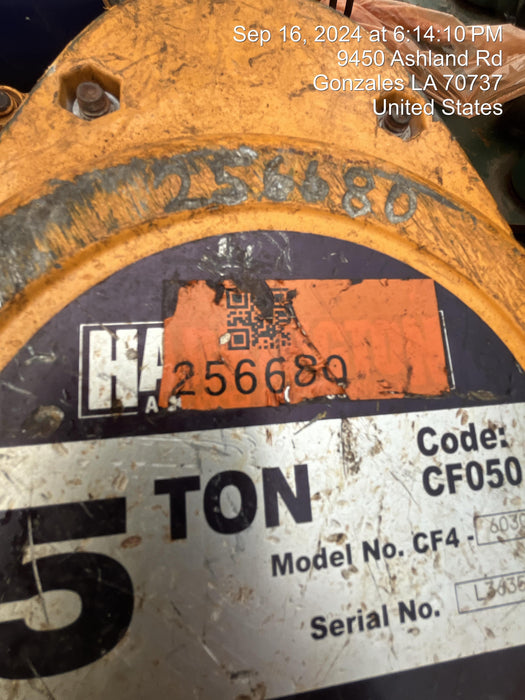 Sep 16, 2024 at 6:14:10 PM
9450 Ashland Rd
Gonzales LA 70737
United States
256680
HA
256680
A
5 TON
Code:
CF050
Model No. CF4 -
Serial No.